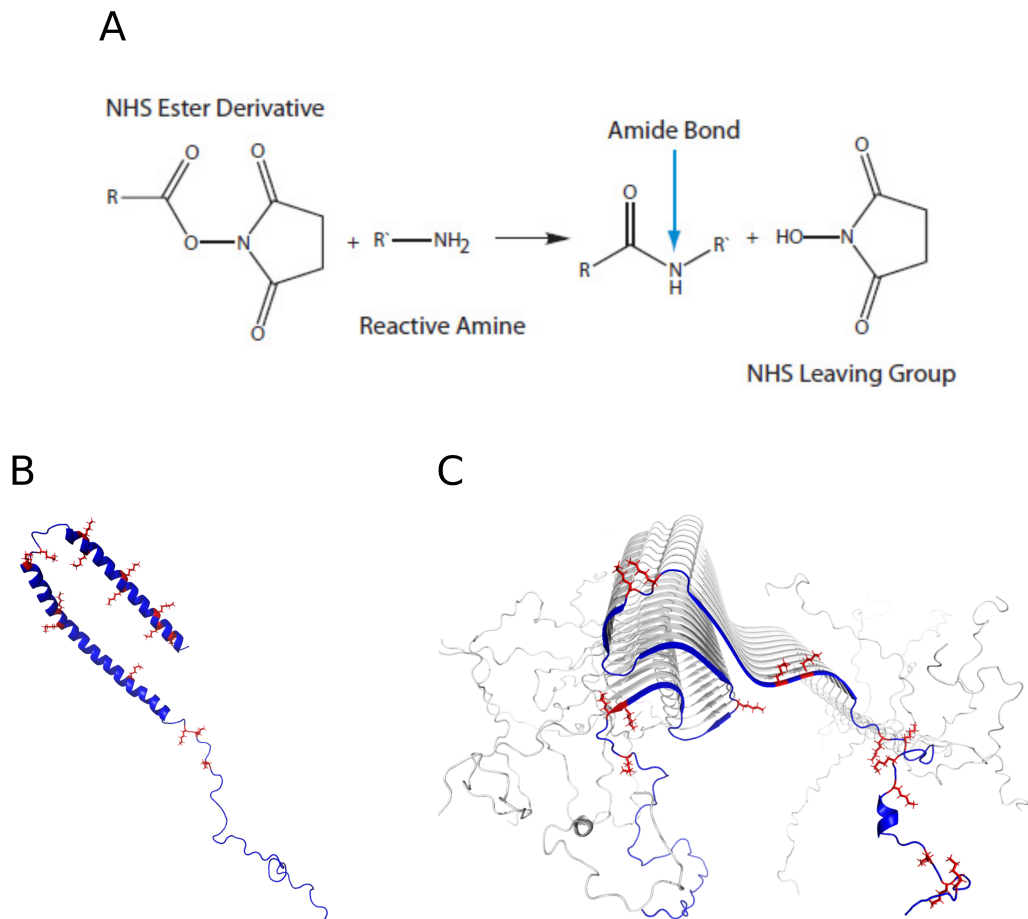 A
NHS Ester Derivative
Amide Bond
O
O
O
O
R
O
N
+ R`
NH₂
R
N
H
R`
+
HO
N
O
O
Reactive Amine
NHS Leaving Group
B
C